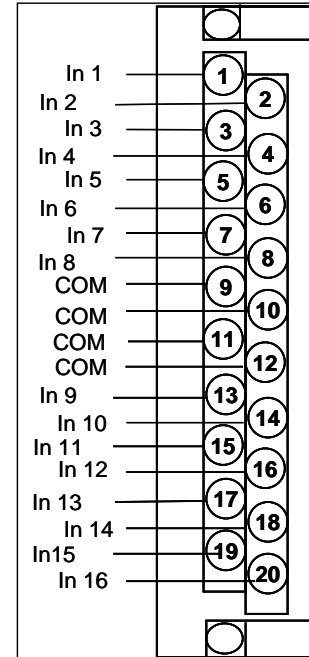 In 1 1
In 2 2
In 3 3
In 4 4
In 5 5
In 6 6
In 7 7
In 8 8
COM 9
COM 10
COM 11
COM 12
In 9 13
In 10 14
In 11 15
In 12 16
In 13 17
In 14 18
In15 19
In 16 20